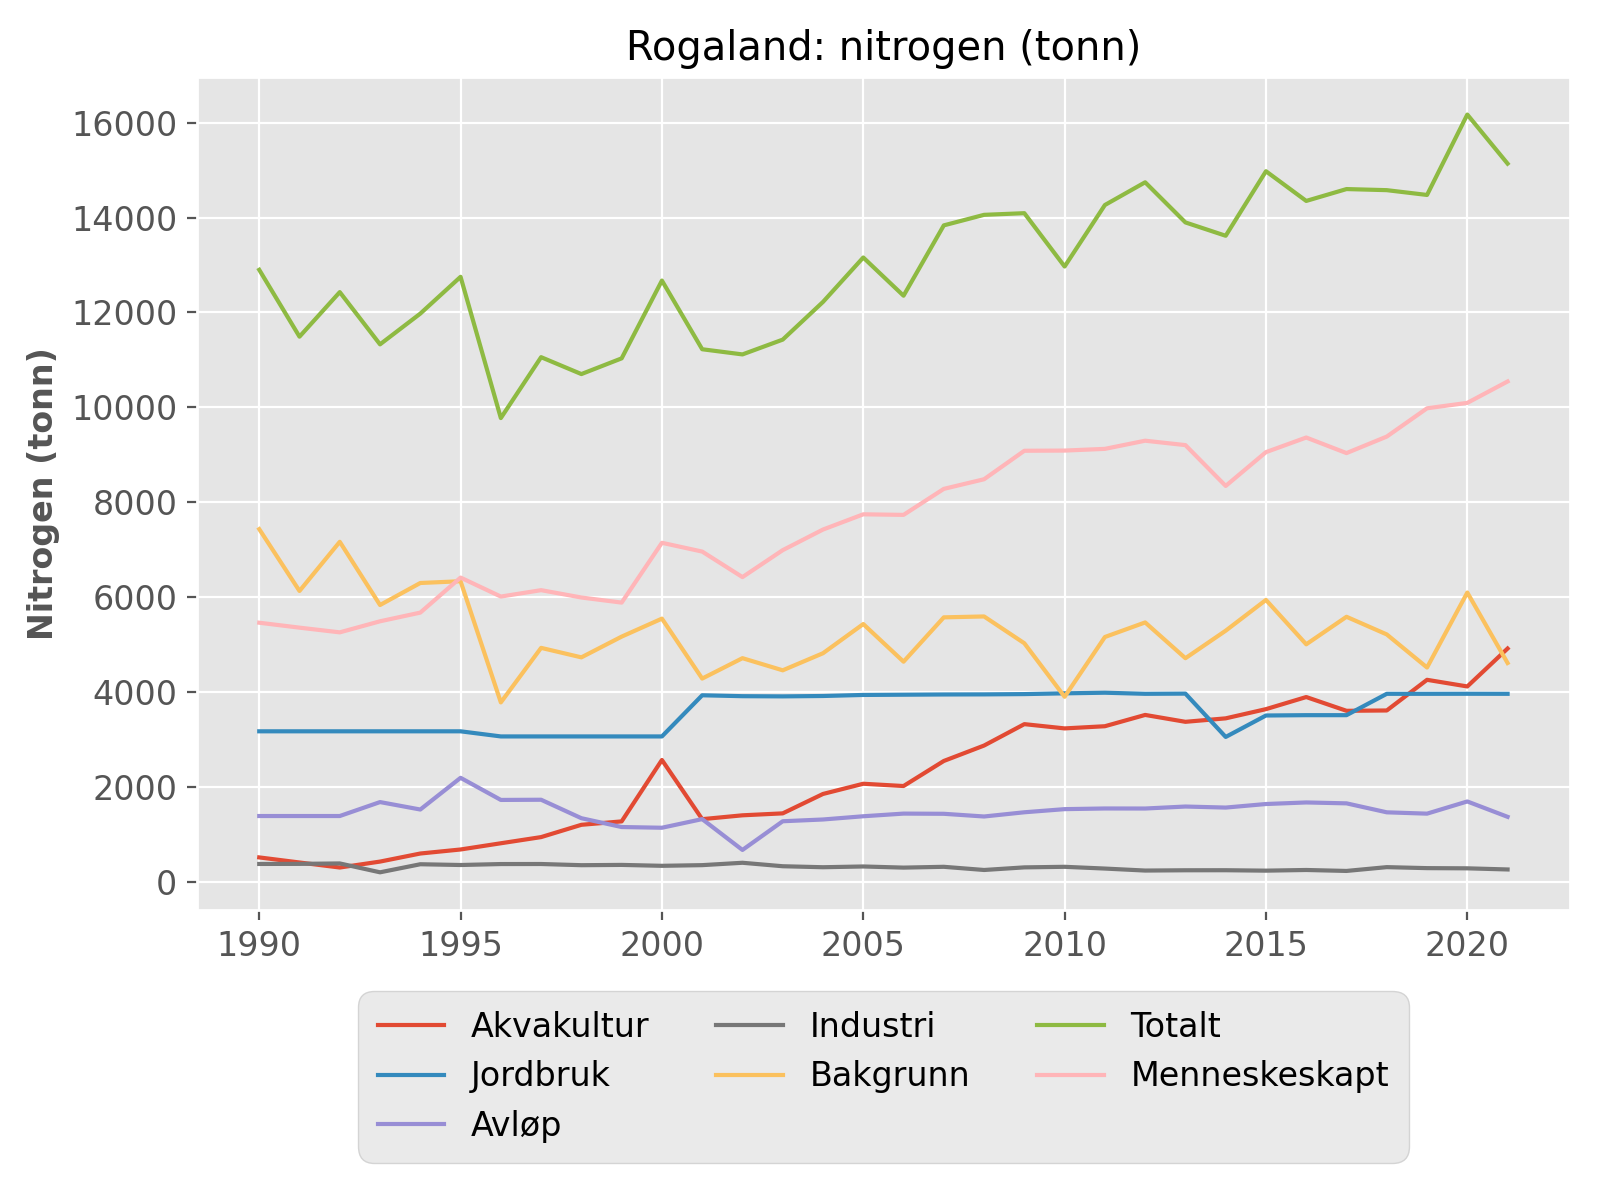 Rogaland: nitrogen (tonn)
Nitrogen (tonn)
16000
14000
12000
10000
8000
6000
4000
2000
0
1990 1995 2000 2005 2010 2015 2020
Akvakultur Industri Totalt
Jordbruk Bakgrunn Menneskeskapt
Avløp